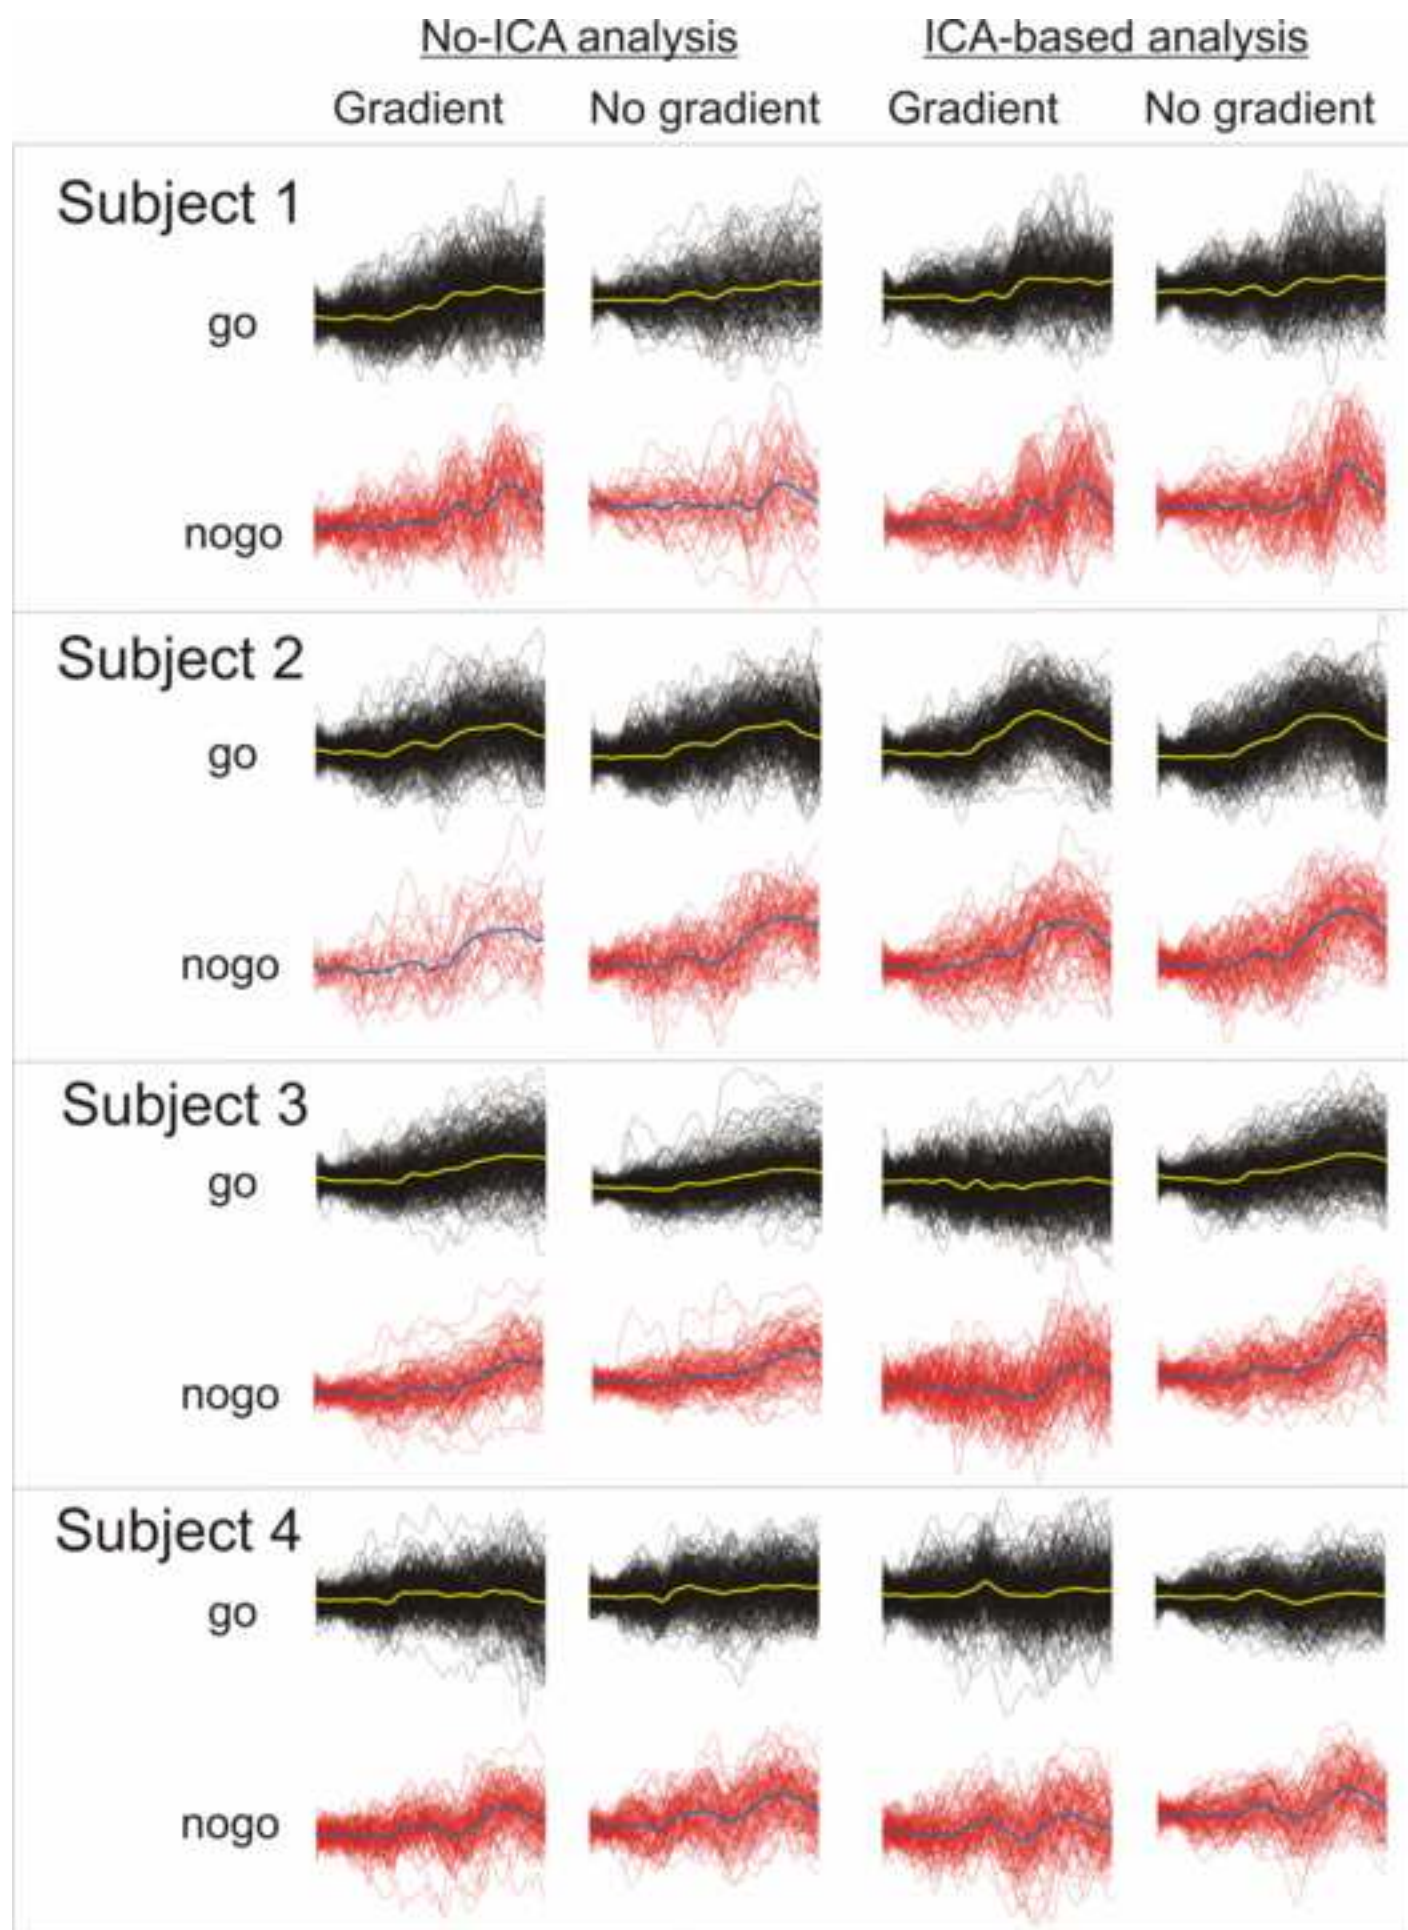 No-ICA analysis ICA-based analysis
Gradient No gradient Gradient No gradient
Subject 1
go
nogo
Subject 2
go
nogo
Subject 3
go
nogo
Subject 4
go
nogo